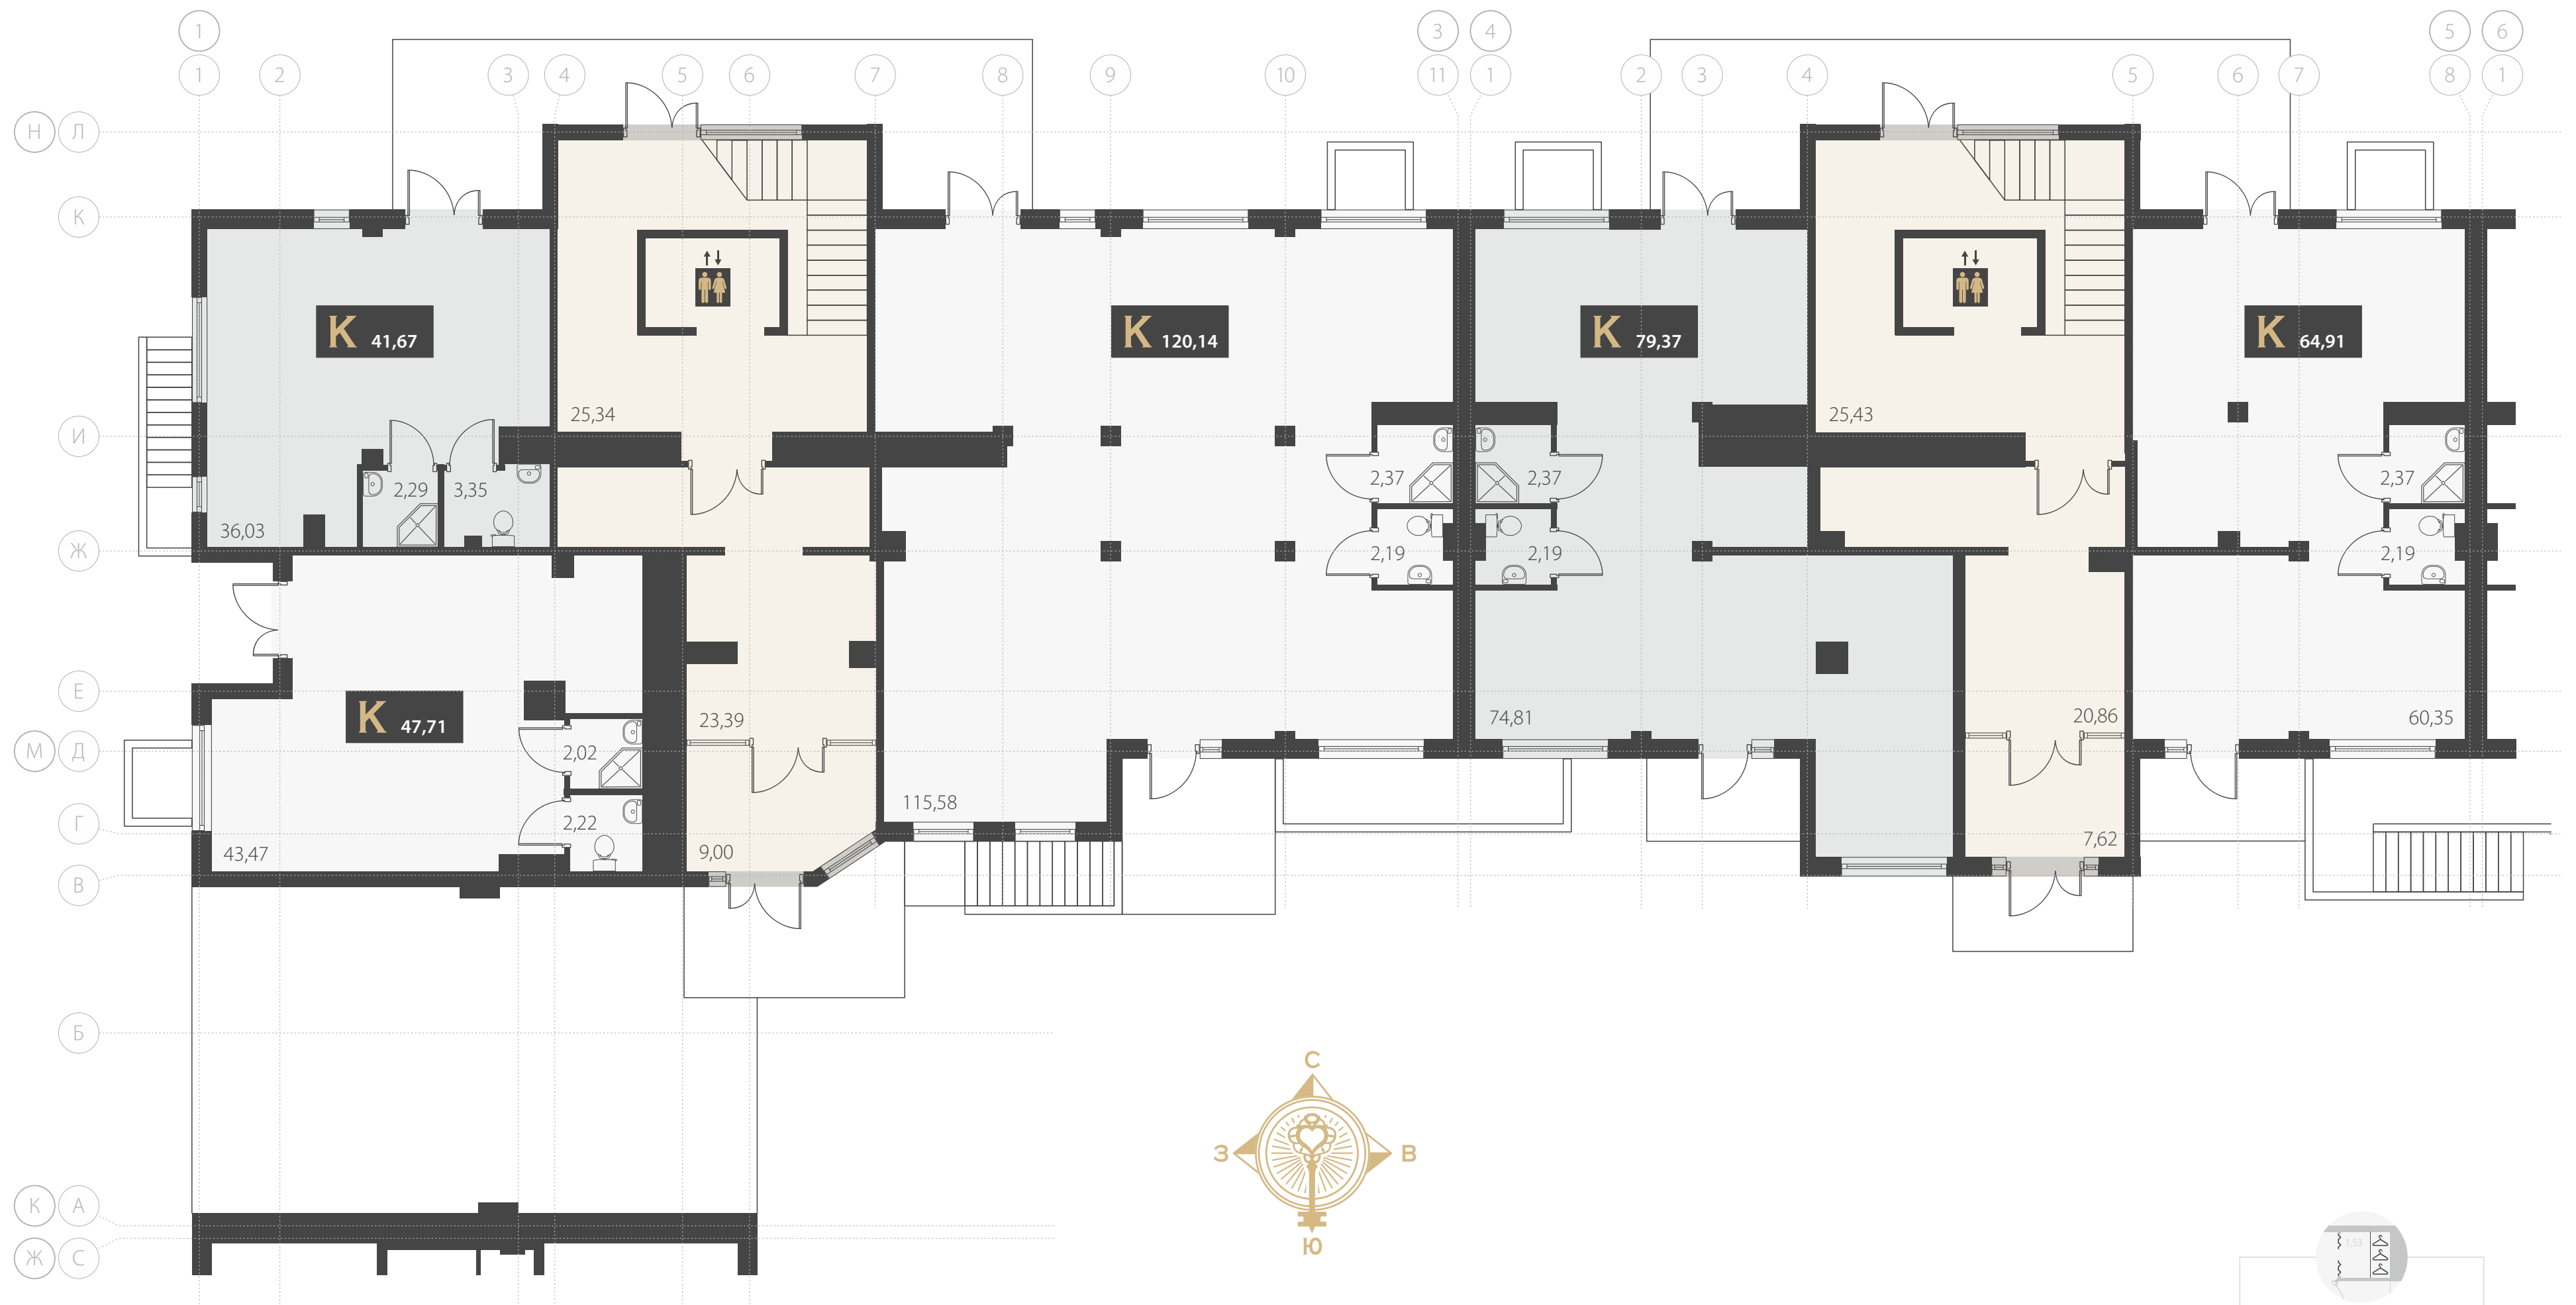 1 3 4 5 6
1 2 3 4 5 6 7 8 9 10 11 1 2 3 4 5 6 7 8 1
Н Л
К
И
Ж
Е
М Д
Г
В
Б
К А
Ж С
К 41,67
К 120,14
К 79,37
К 64,91
25,34
25,43
2,29
3,35
36,03
2,37
2,37
2,37
2,19
2,19
2,19
К 47,71
23,39
74,81
20,86
60,35
2,02
2,22
43,47
9,00
115,58
7,62
С
З
В
Ю
1,53